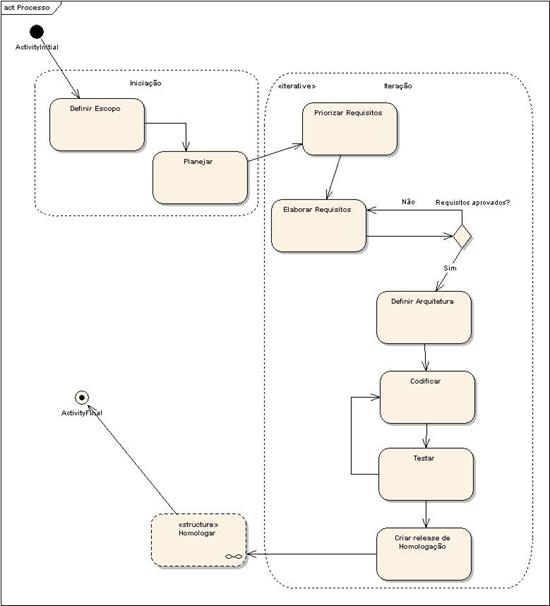 act Processo
ActivityInitial
Iniciação
«iterative»
Iteração
Definir Escopo
Priorizar Requisitos
Planejar
Elaborar Requisitos
Não
Requisitos aprovados?
Sim
Definir Arquitetura
Codificar
ActivityFinal
Testar
«structure»
Homologar
Criar release de
Homologação